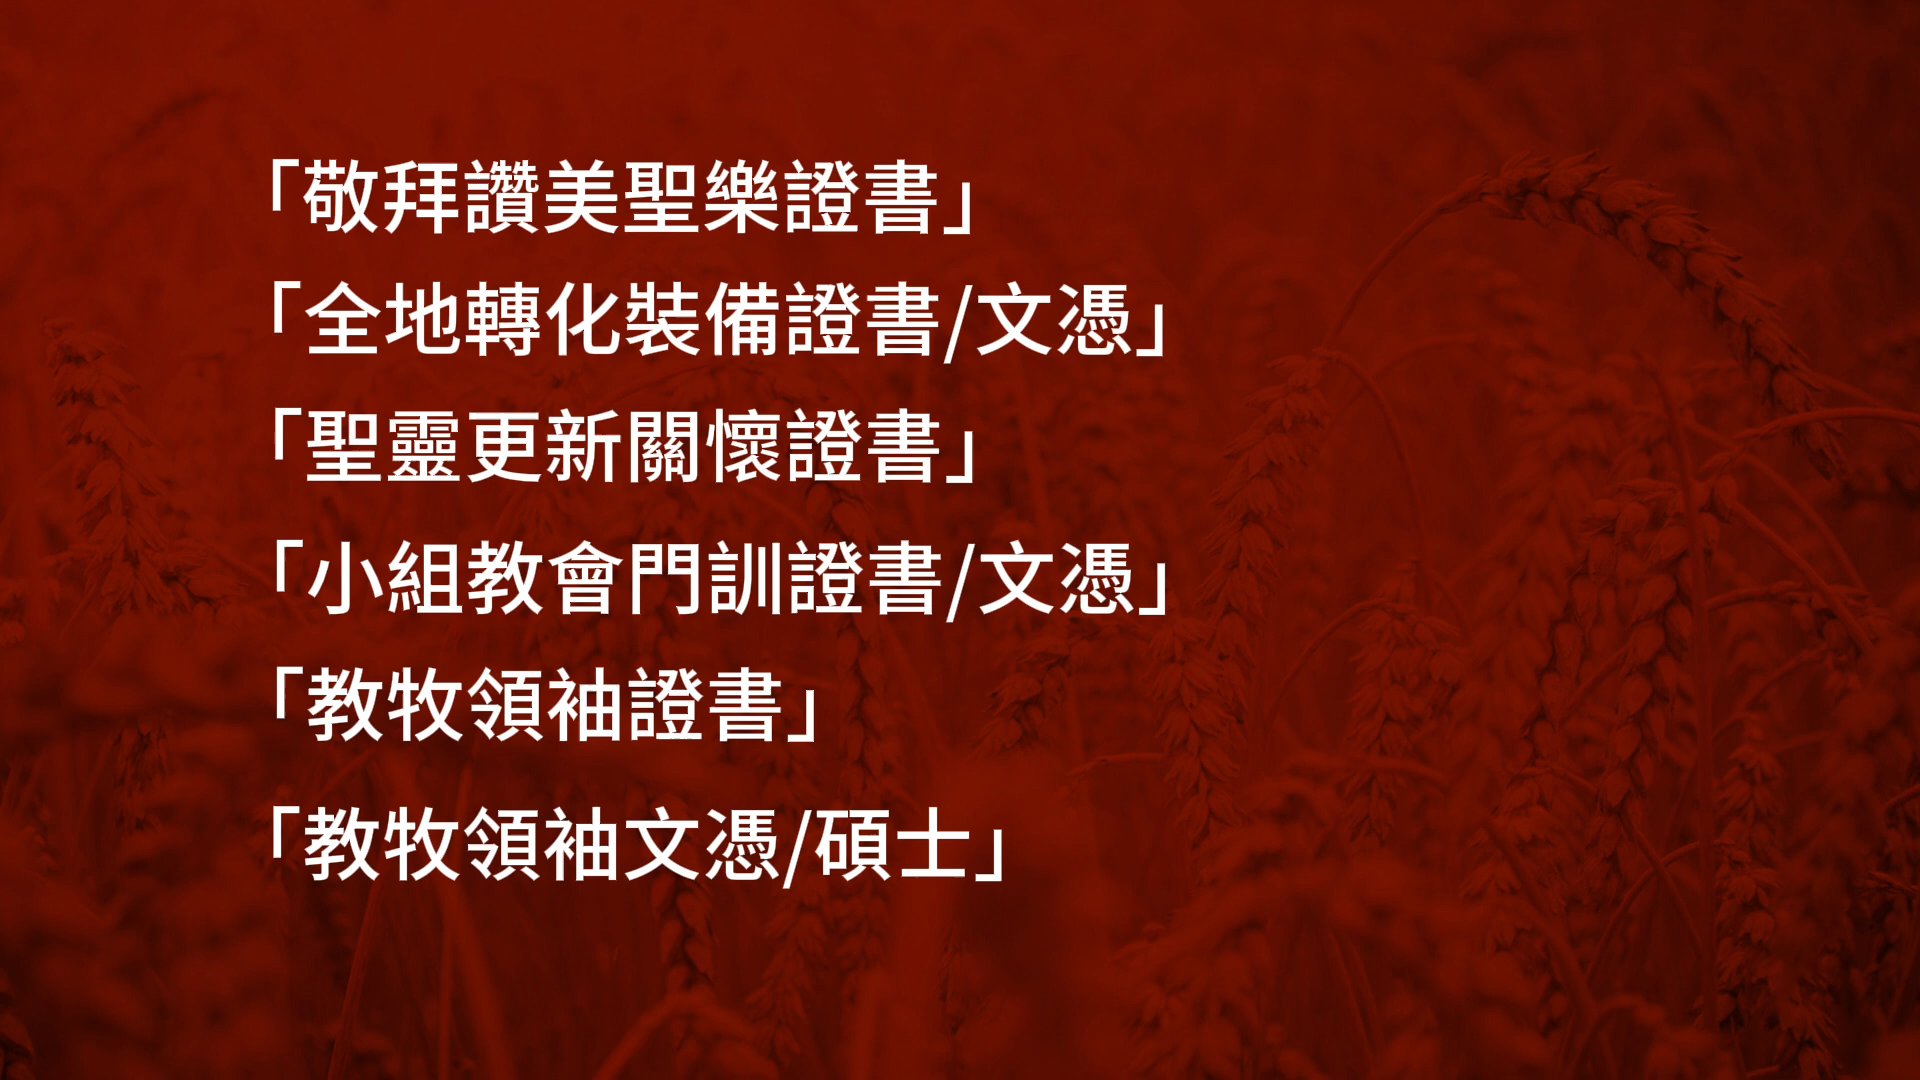 「敬拜讚美聖樂證書」
「全地轉化裝備證書/文憑」
「聖靈更新關懷證書」
「小組教會門訓證書/文憑」
「教牧領袖證書」
「教牧領袖文憑/碩士」